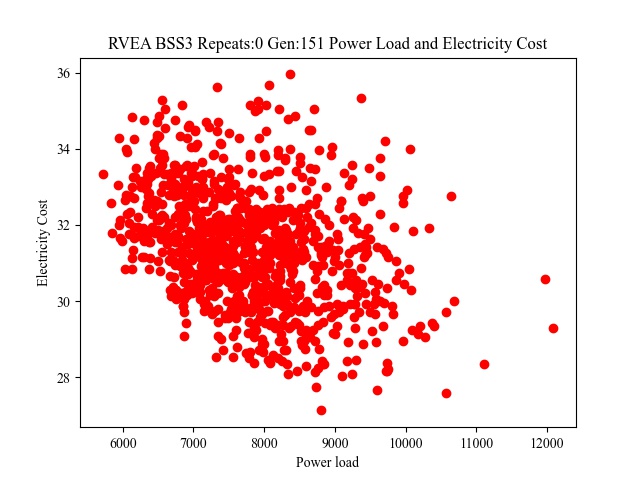 RVEA BSS3 Repeats:0 Gen:151 Power Load and Electricity Cost
36
34
32
30
28
Electricity Cost
6000 7000 8000 9000 10000 11000 12000
Power load